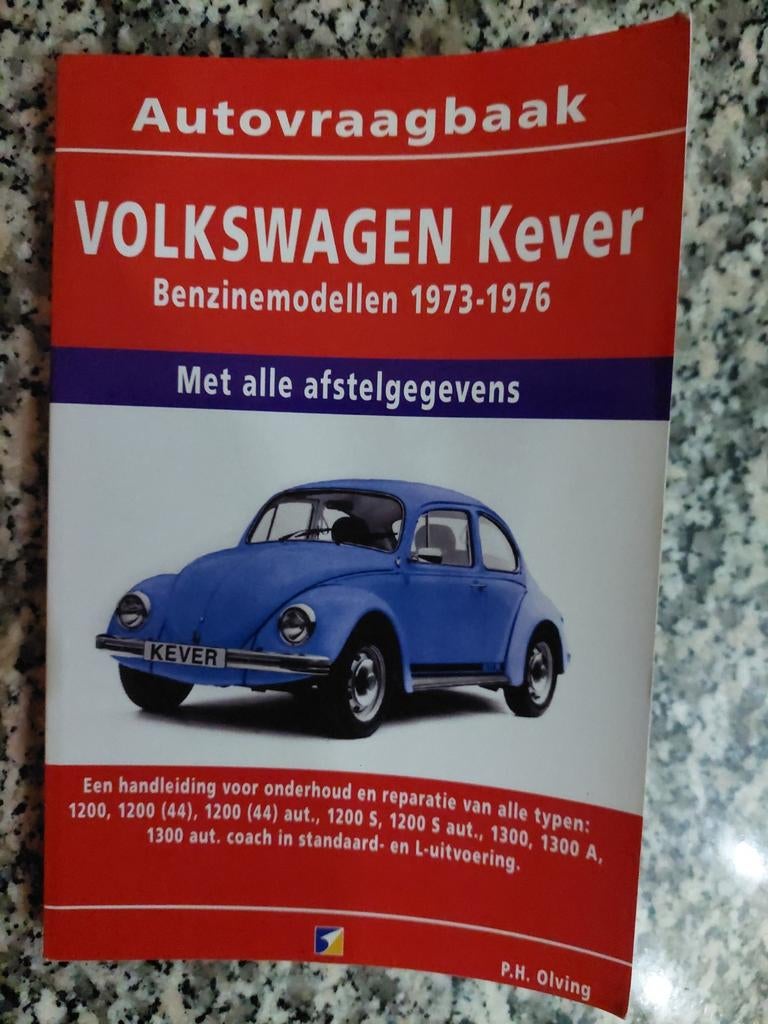 Autovraagbaak
VOLKSWAGEN Kever
Benzinemodellen 1973-1976
Met alle afstelgegevens
KEVER
Een handleiding voor onderhoud en reparatie van alle typen:
1200, 1200 (44), 1200 (44) aut., 1200 S, 1200 S aut., 1300, 1300 A,
1300 aut. coach in standaard- en L-uitvoering.
P.H. Olving